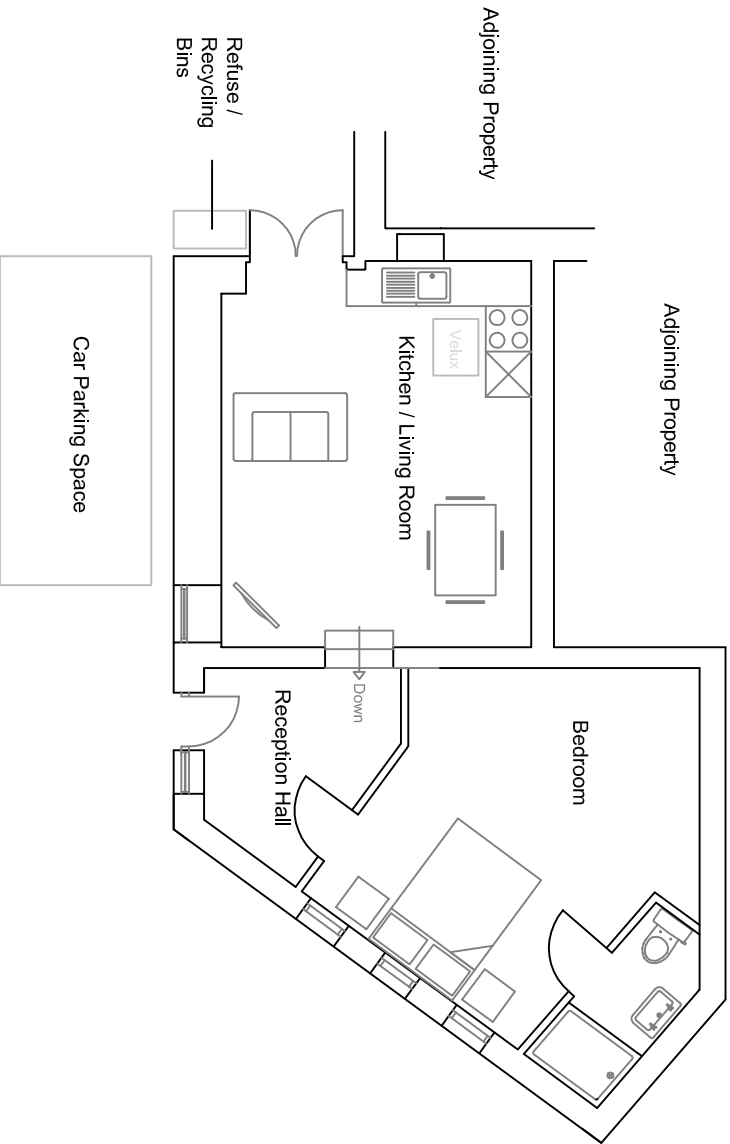 Adjoining Property
Adjoining Property
Refuse /
Recycling
Bins
Velux
Kitchen / Living Room
Car Parking Space
Down
Reception Hall
Bedroom